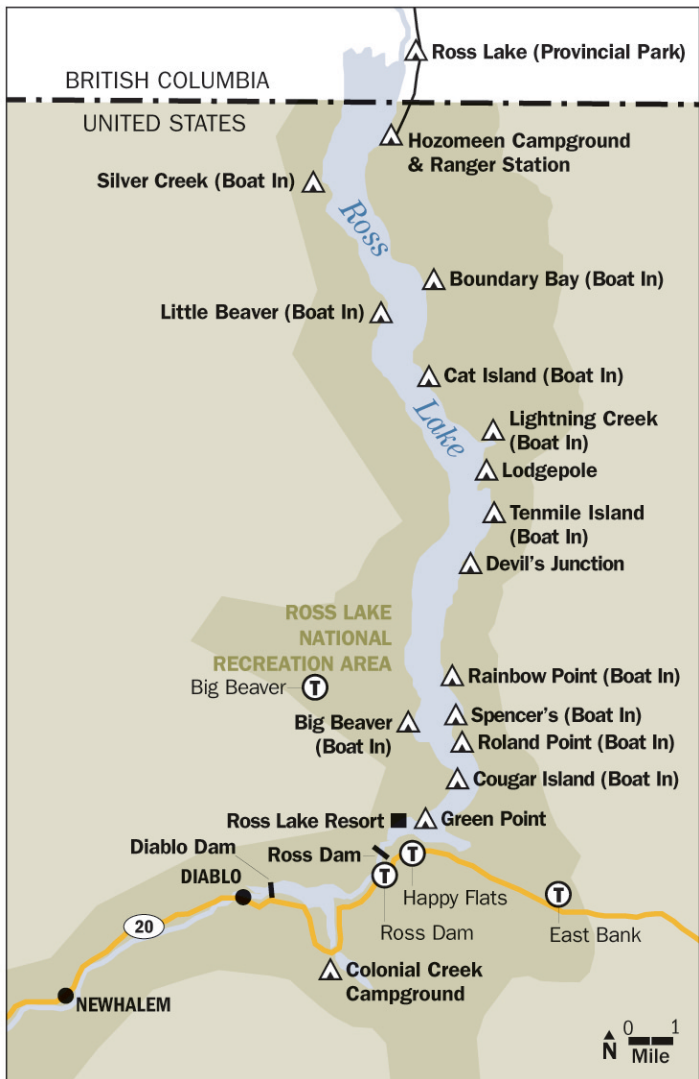 Ross Lake (Provincial Park)
BRITISH COLUMBIA
UNITED STATES
Hozomeen Campground
& Ranger Station
Silver Creek (Boat In)
Ross
Boundary Bay (Boat In)
Little Beaver (Boat In)
Cat Island (Boat In)
Lake
Lightning Creek
(Boat In)
Lodgepole
Tenmile Island
(Boat In)
Devil's Junction
ROSS LAKE
NATIONAL
RECREATION AREA
Rainbow Point (Boat In)
Big Beaver
T
Big Beaver
(Boat In)
Spencer's (Boat In)
Roland Point (Boat In)
Cougar Island (Boat In)
Ross Lake Resort
Green Point
Diablo Dam
Ross Dam
T
DIABLO
T
Happy Flats
T
20
Ross Dam
East Bank
Colonial Creek
Campground
NEWHALEM
N
0 1
Mile